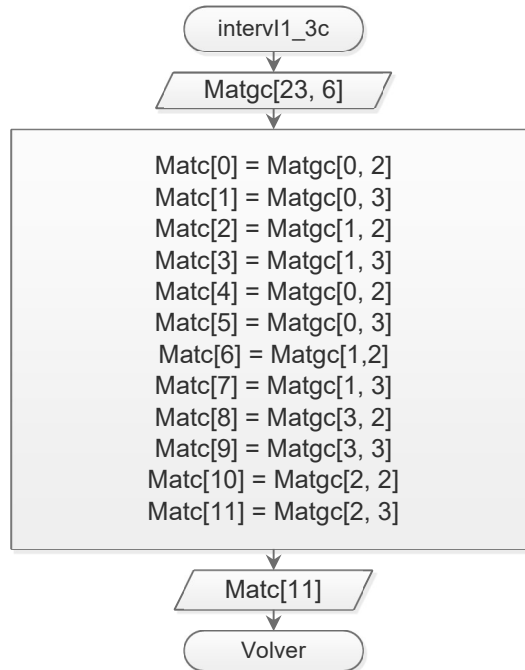 intervl1_3c
Matgc[23, 6]
Matc[0] = Matgc[0, 2]
Matc[1] = Matgc[0, 3]
Matc[2] = Matgc[1, 2]
Matc[3] = Matgc[1, 3]
Matc[4] = Matgc[0, 2]
Matc[5] = Matgc[0, 3]
Matc[6] = Matgc[1,2]
Matc[7] = Matgc[1, 3]
Matc[8] = Matgc[3, 2]
Matc[9] = Matgc[3, 3]
Matc[10] = Matgc[2, 2]
Matc[11] = Matgc[2, 3]
Matc[11]
Volver